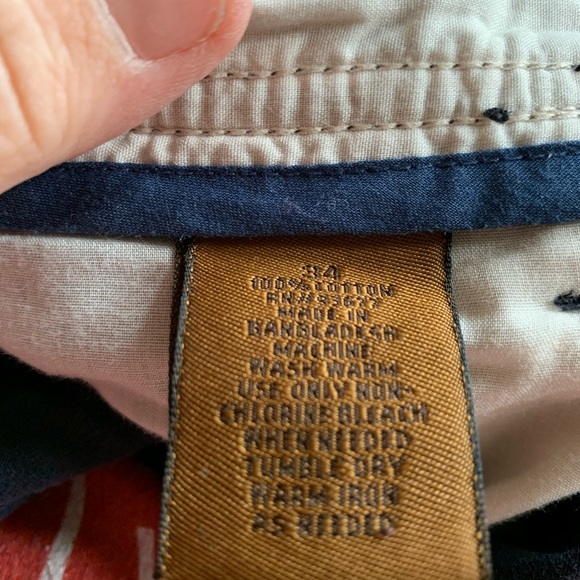 34
100% COTTON
RN# 93677
MADE IN
BANGLADESH
MACHINE
WASH WARM
USE ONLY NON-
CHLORINE BLEACH
WHEN NEEDED
TUMBLE DRY
WARM IRON
AS NEEDED